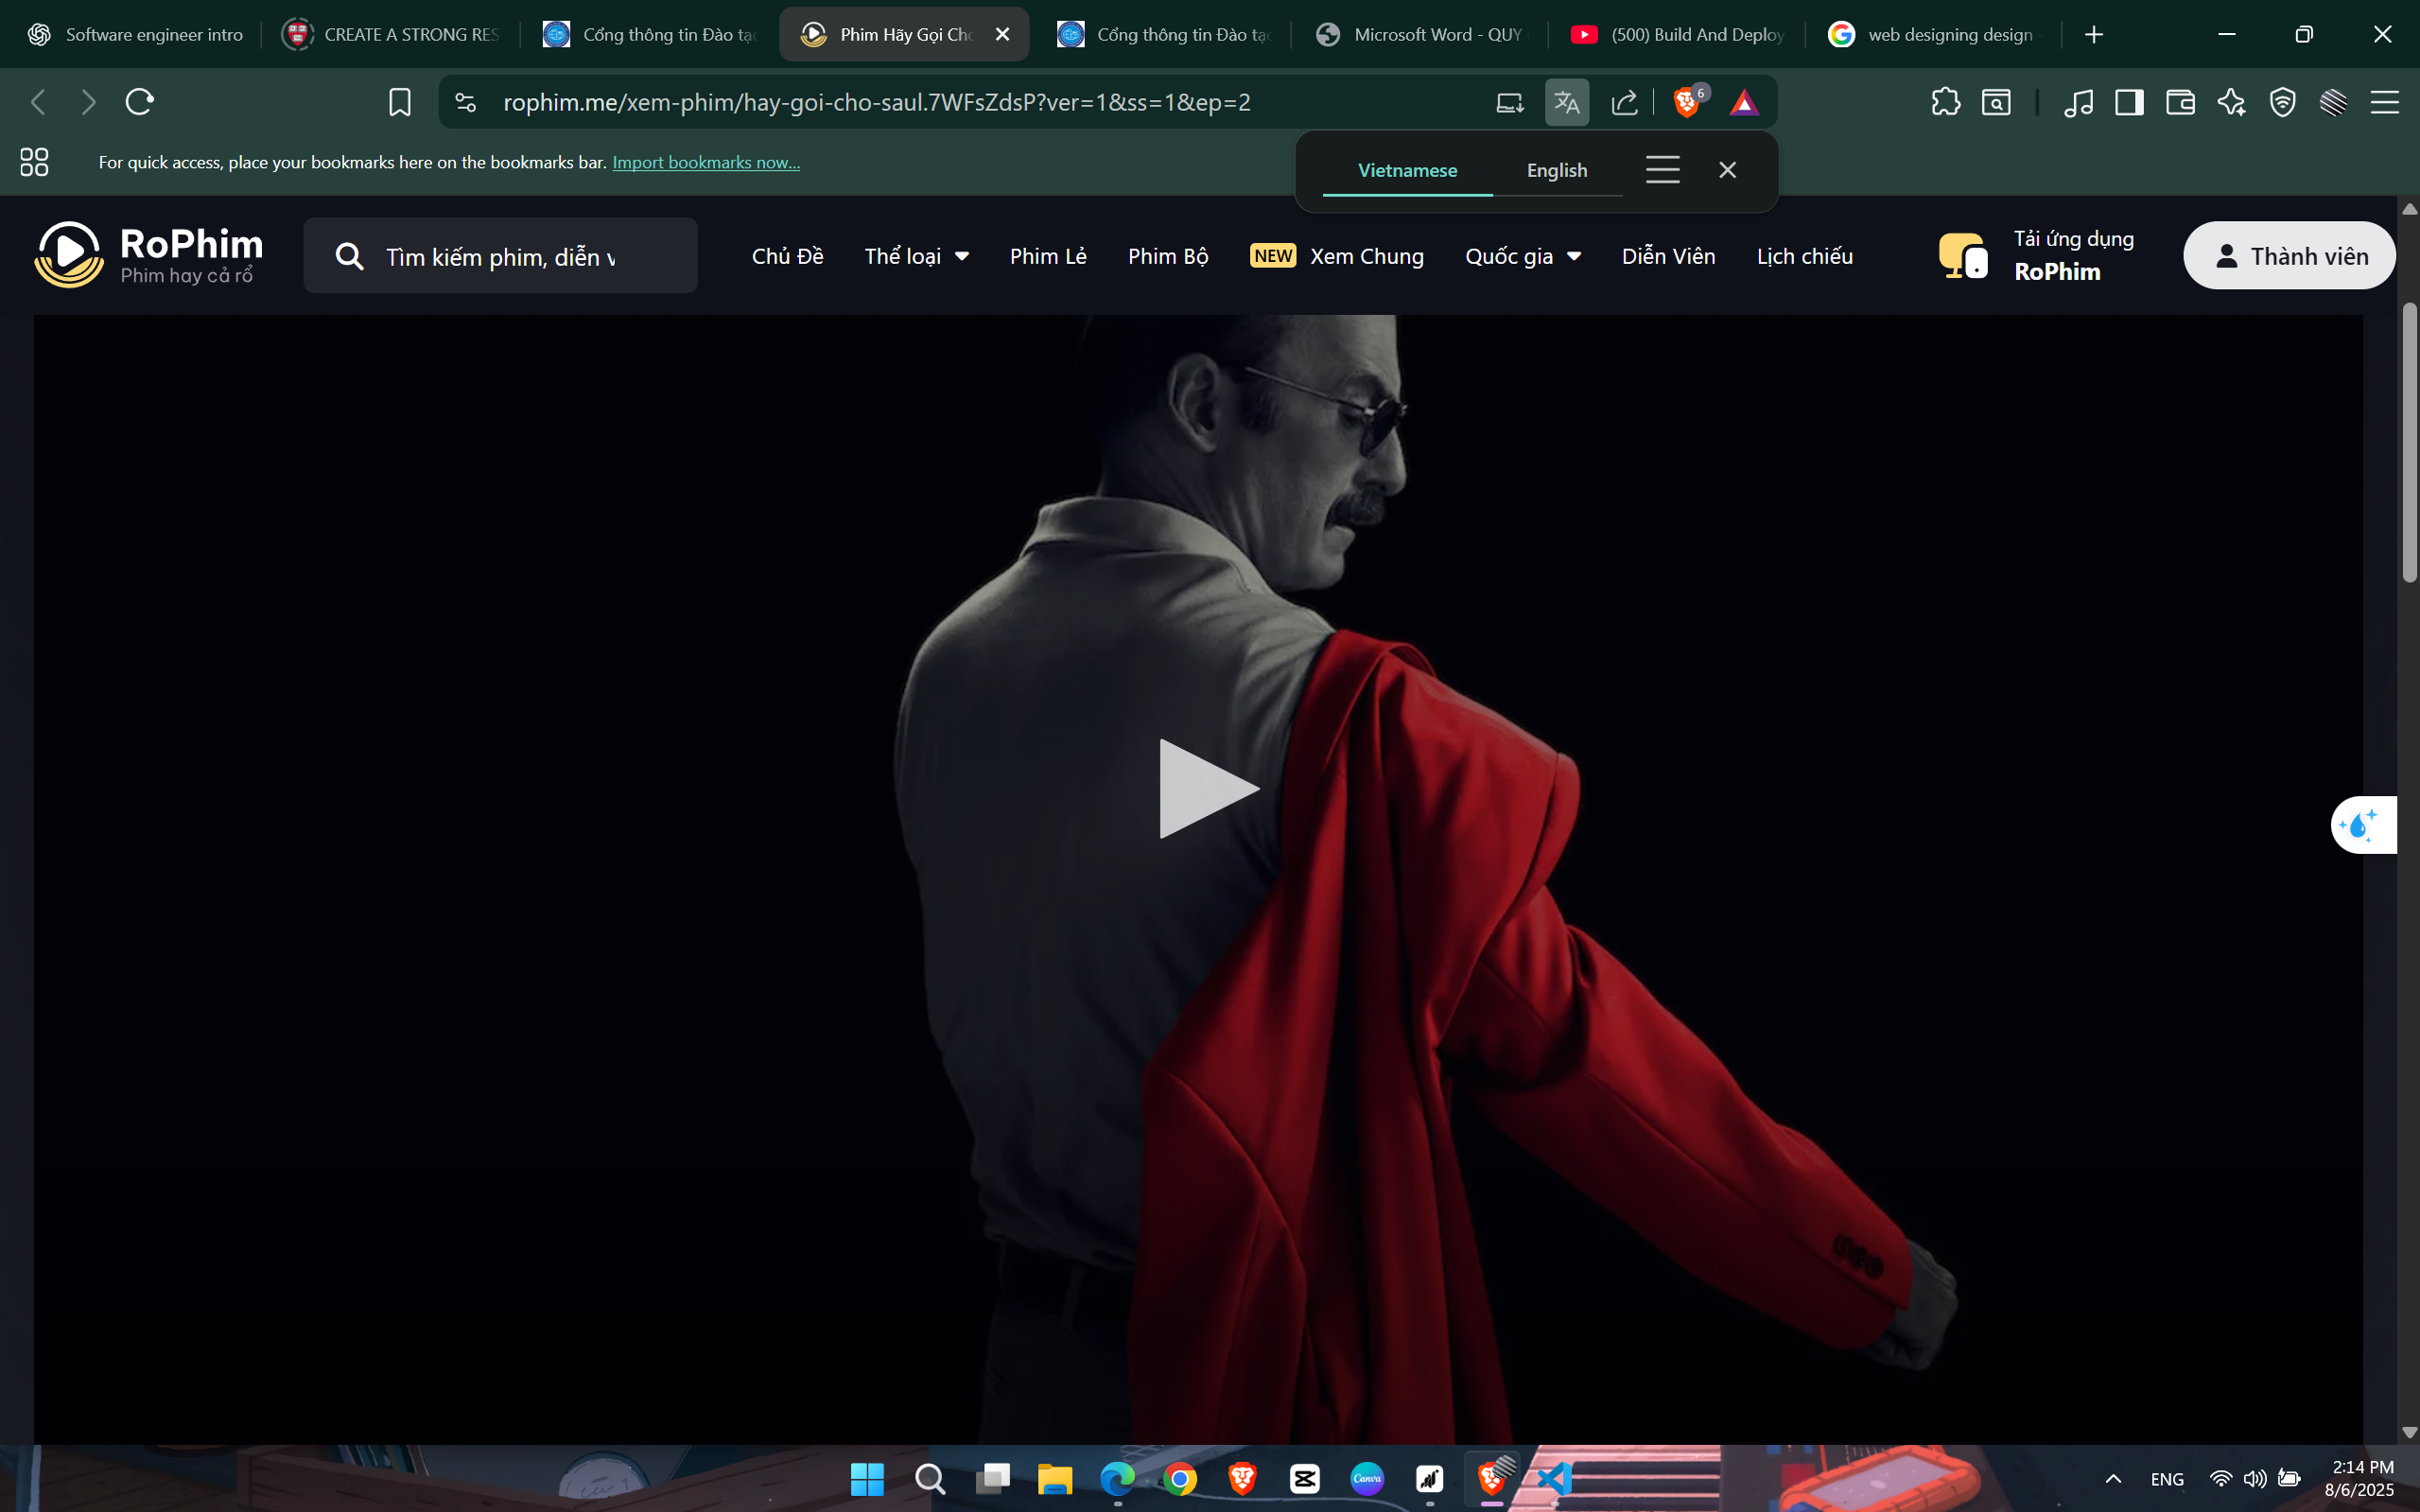 Software engineer intro
CREATE A STRONG RES
Cổng thông tin Đào tạo
Phim Hãy Gọi Cho
Cổng thông tin Đào tạo
Microsoft Word - QUY
(500) Build And Deploy
web designing design -
rophim.me/xem-phim/hay-goi-cho-saul.7WFsZdsP?ver=1&ss=1&ep=2
6
For quick access, place your bookmarks here on the bookmarks bar. Import bookmarks now...
Vietnamese
English
RoPhim
Phim hay cả rổ
Tìm kiếm phim, diễn v
Chủ Đề
Thể loại
Phim Lẻ
Phim Bộ
NEW Xem Chung
Quốc gia
Diễn Viên
Lịch chiếu
Tải ứng dụng
RoPhim
Thành viên
Canva
ENG
2:14 PM
8/6/2025